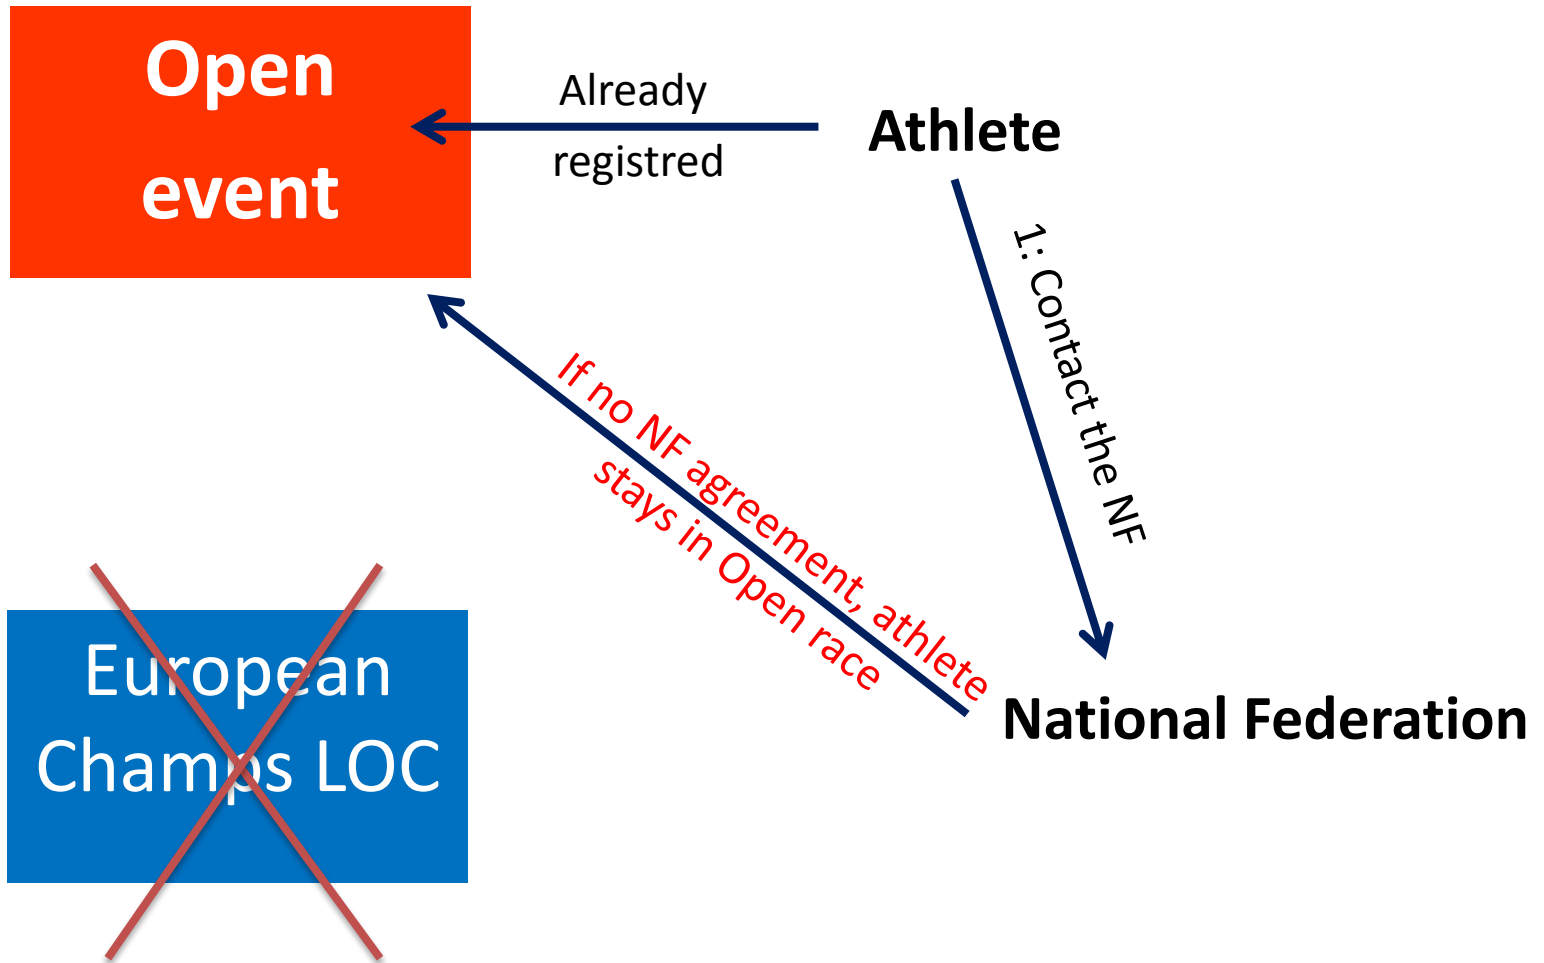 Open
event
Already
registred
Athlete
1: Contact the NF
If no NF agreement, athlete
stays in Open race
European
Champs LOC
National Federation